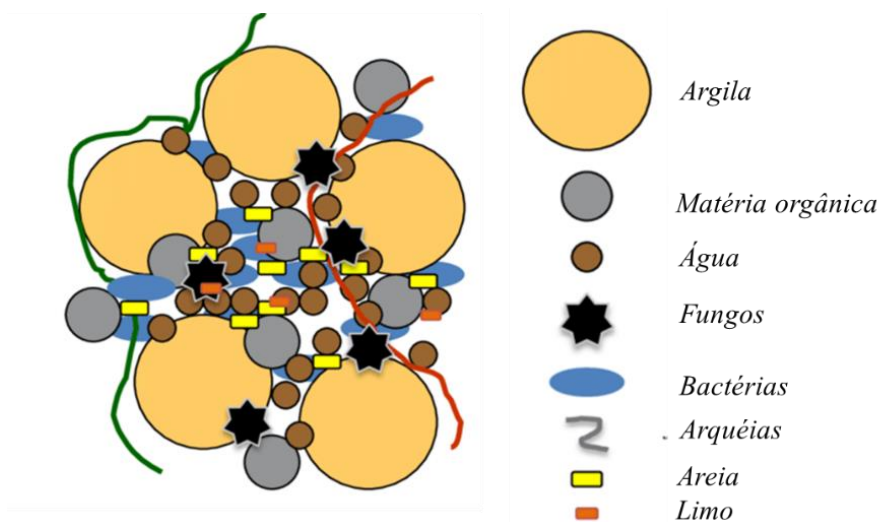 Argila
Matéria orgânica
Água
Fungos
Bactérias
Arquéias
Areia
Limo